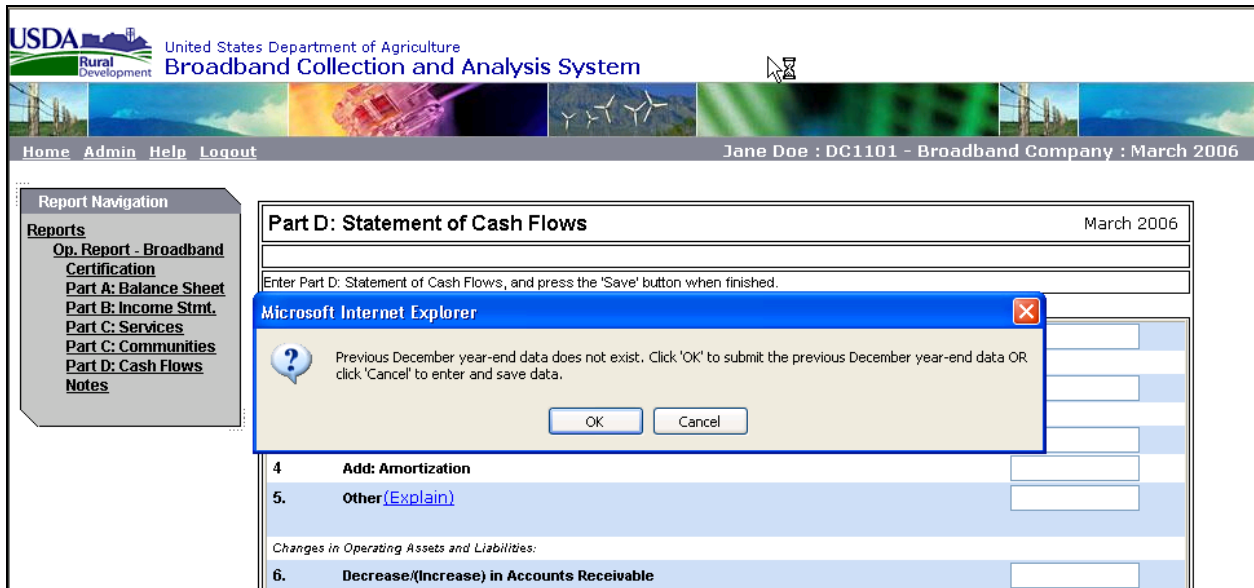 USDA
Rural
Development
United States Department of Agriculture
Broadband Collection and Analysis System
Home Admin Help Logout
Jane Doe : DC1101 - Broadband Company : March 2006
Report Navigation
Reports
Op. Report - Broadband
Certification
Part A: Balance Sheet
Part B: Income Stmt.
Part C: Services
Part C: Communities
Part D: Cash Flows
Notes
Part D: Statement of Cash Flows
March 2006
Enter Part D: Statement of Cash Flows, and press the 'Save' button when finished.
Microsoft Internet Explorer
Previous December year-end data does not exist. Click 'OK' to submit the previous December year-end data OR
click 'Cancel' to enter and save data.
OK
Cancel
4 Add: Amortization
5. Other(Explain)
Changes in Operating Assets and Liabilities:
6. Decrease/(Increase) in Accounts Receivable